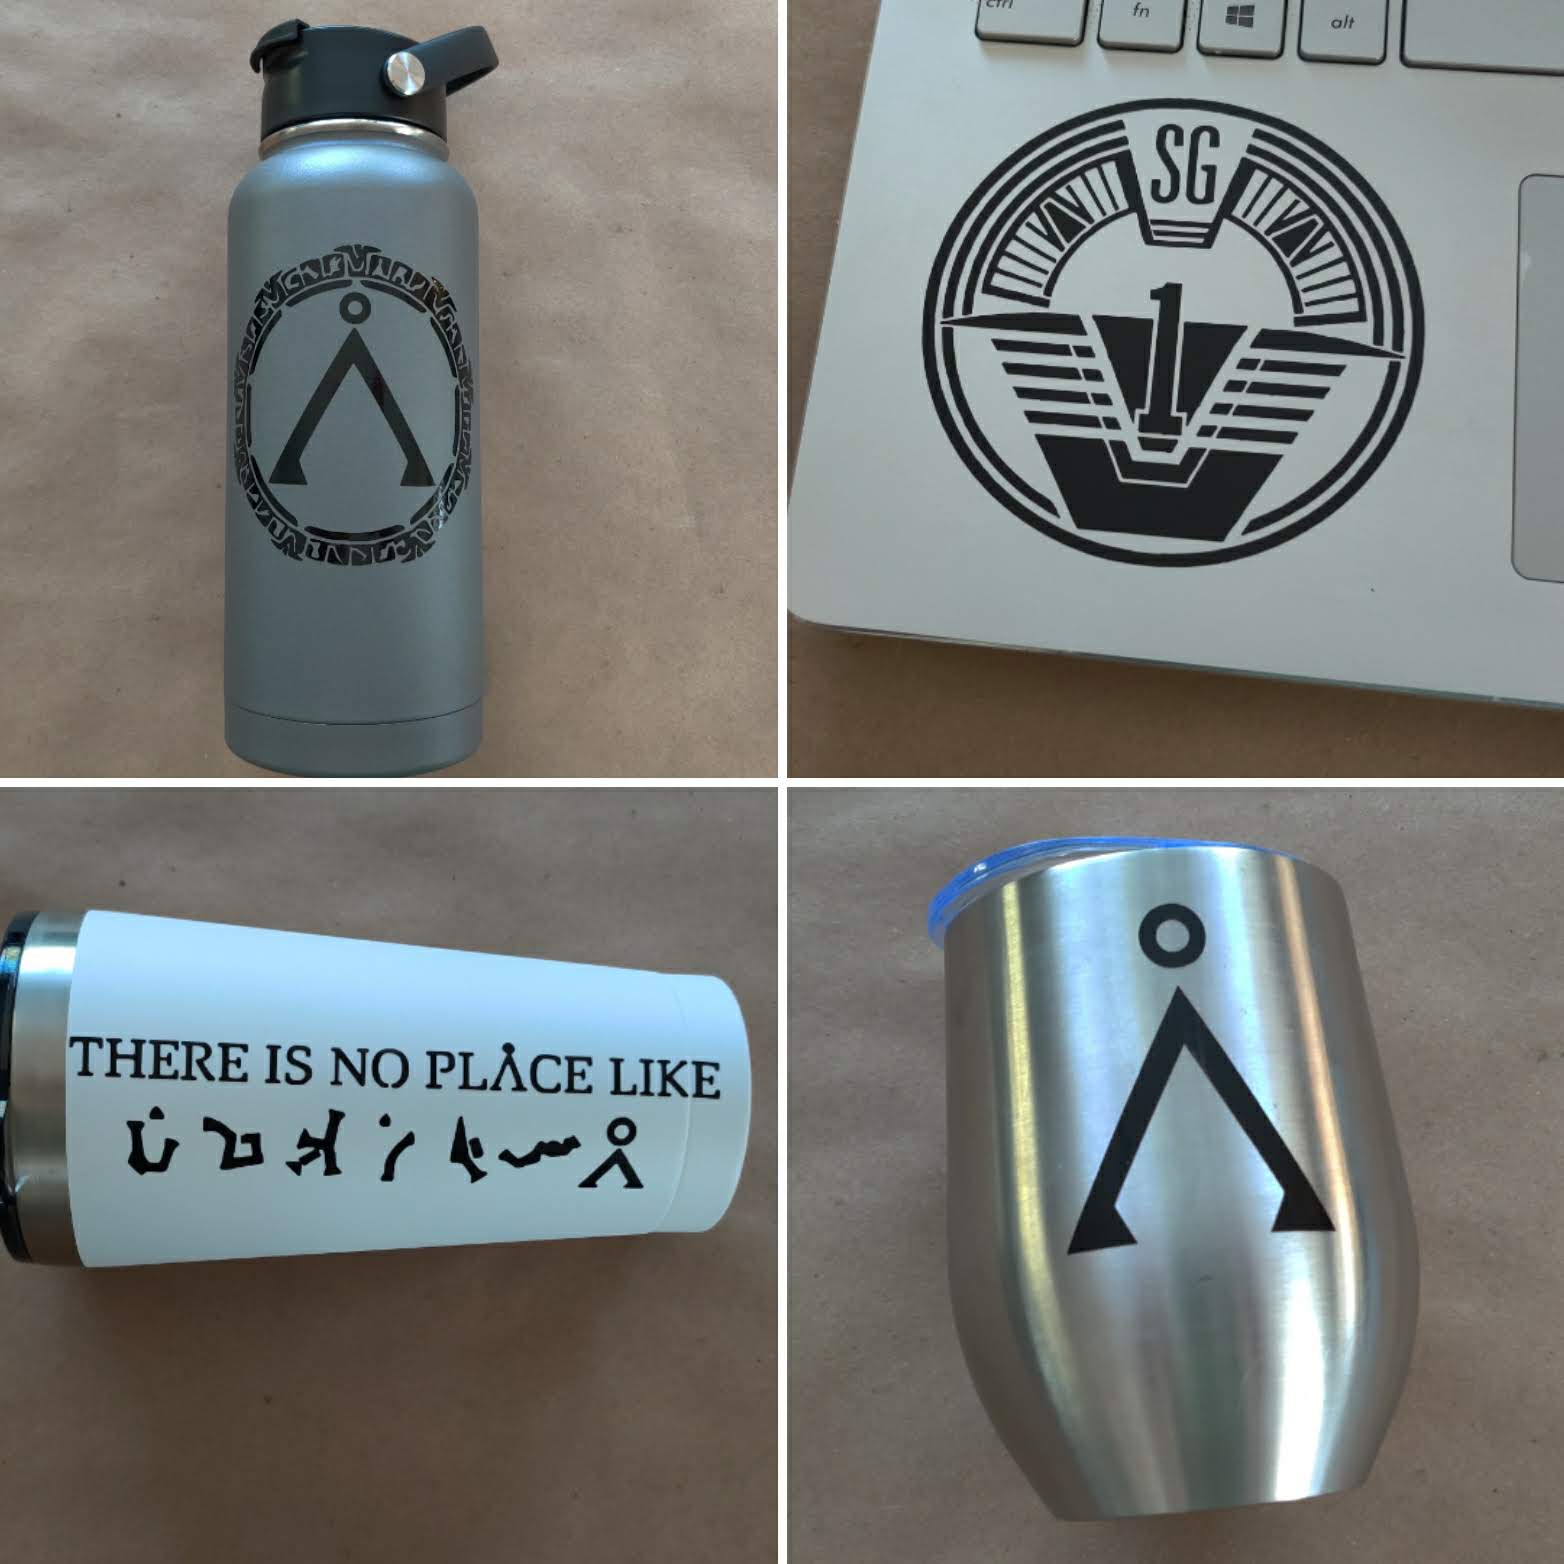 ctrl fn alt
SG
1
THERE IS NO PLACE LIKE